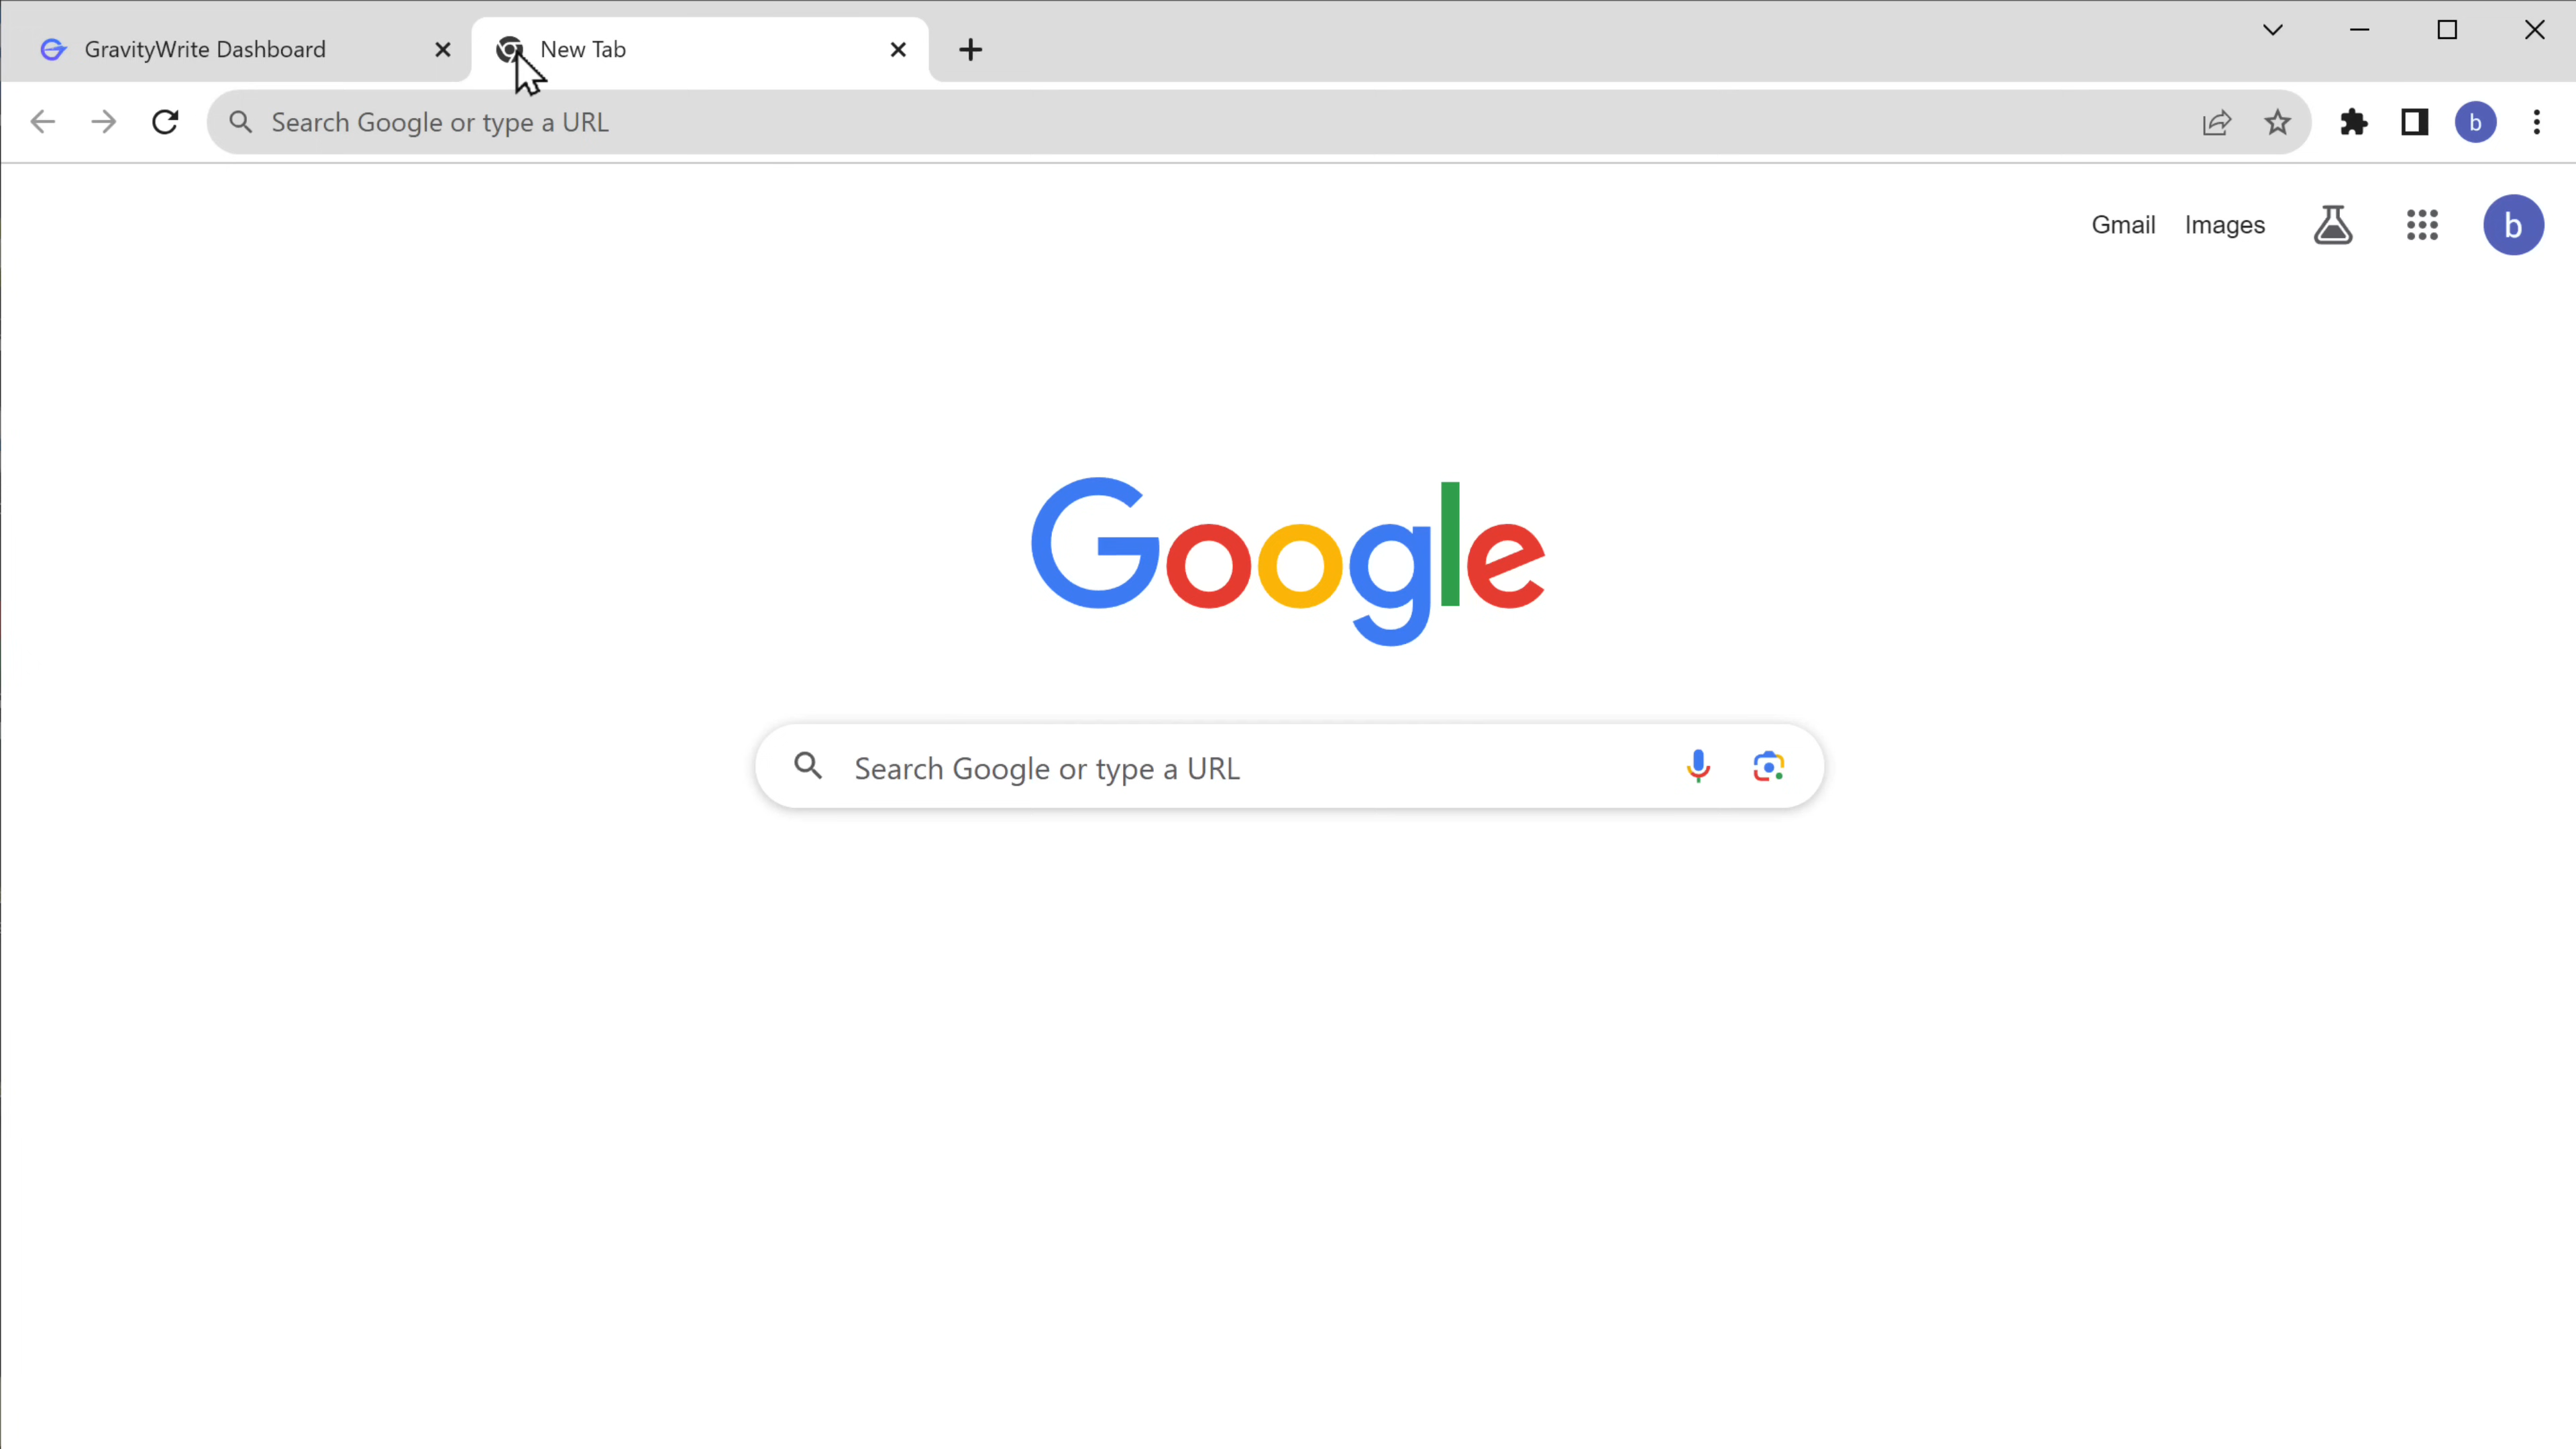 GravityWrite Dashboard
New Tab
Search Google or type a URL
b
Gmail
Images
b
Google
Search Google or type a URL